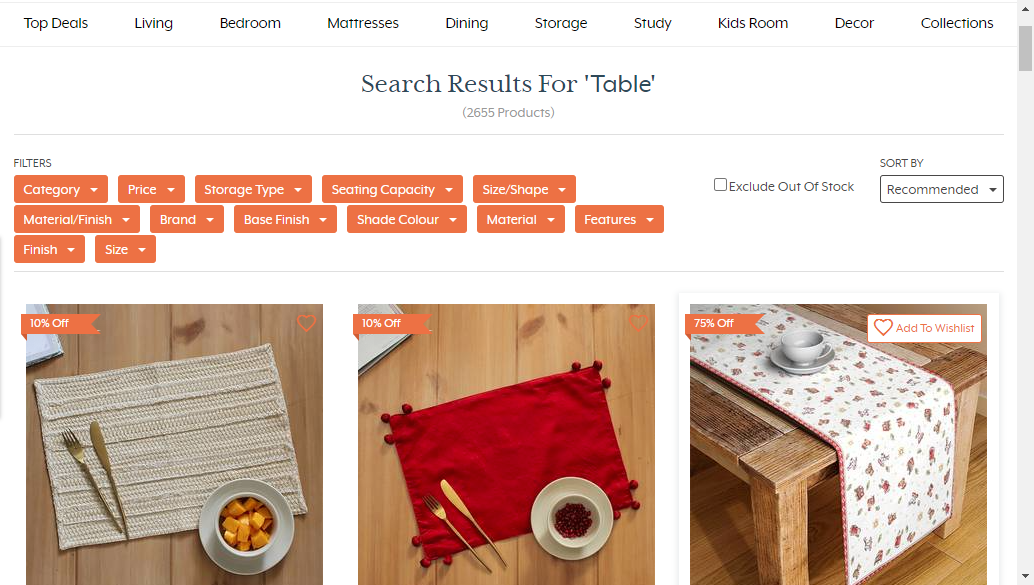 Top Deals Living Bedroom Mattresses Dining Storage Study Kids Room Decor Collections
Search Results For 'Table'
(2655 Products)
FILTERS
SORT BY
Category Price Storage Type Seating Capacity Size/Shape
Exclude Out Of Stock
Recommended
Material/Finish Brand Base Finish Shade Colour Material Features
Finish Size
10% Off
10% Off
75% Off
Add To Wishlist